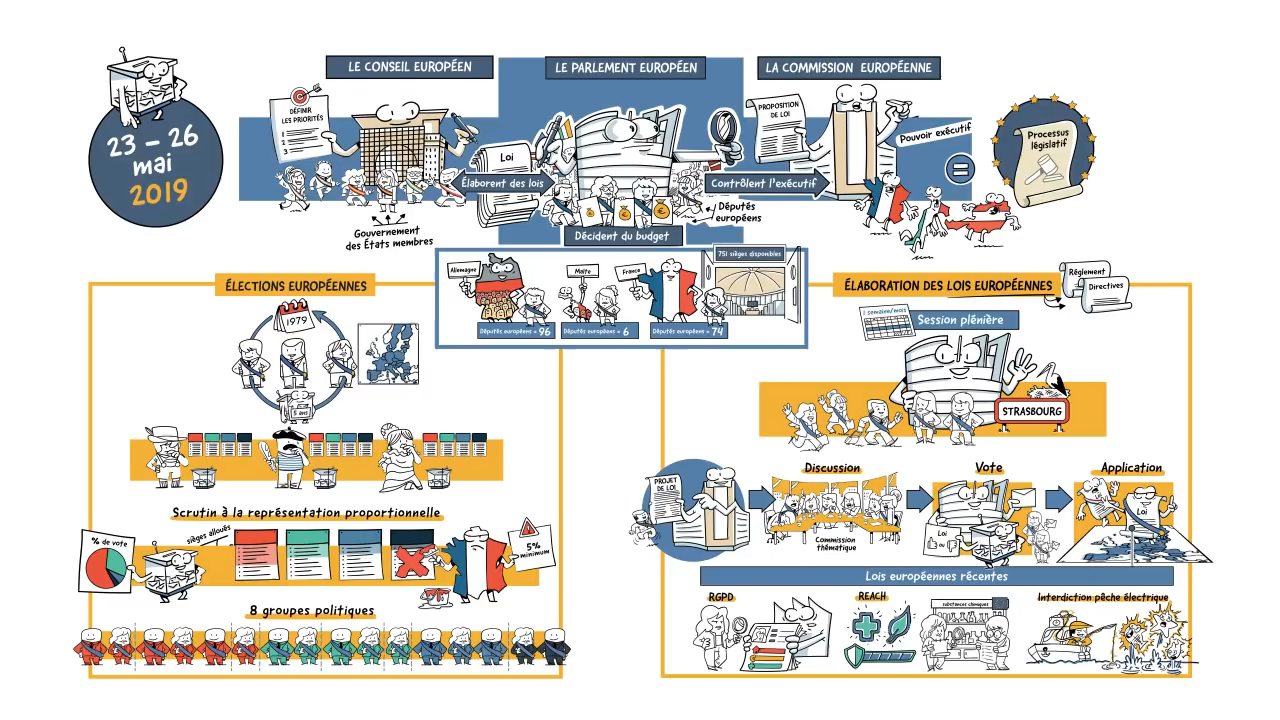 23 – 26
mai
2019
LE CONSEIL EUROPÉEN
LE PARLEMENT EUROPÉEN
LA COMMISSION EUROPÉENNE
DÉFINIR
LES PRIORITÉS
Loi
PROPOSITION
DE LOI
Pouvoir exécutif
=
Processus
législatif
Élaborent des lois
Contrôlent l'exécutif
Gouvernement
des États membres
Députés
européens
Décident du budget
Allemagne
Malte
France
751 sièges disponibles
Députés européens = 96
Députés européens = 6
Députés européens = 74
ÉLECTIONS EUROPÉENNES
1979
5 ans
Scrutin à la représentation proportionnelle
% de vote
sièges alloués
5%
minimum
8 groupes politiques
ÉLABORATION DES LOIS EUROPÉENNES
Règlement
Directives
1 semaine/mois
Session plénière
STRASBOURG
PROJET
DE LOI
Discussion
Vote
Application
Commission
thématique
Loi
ou
Loi
Lois européennes récentes
RGPD
REACH
substances chimiques
Interdiction pêche électrique